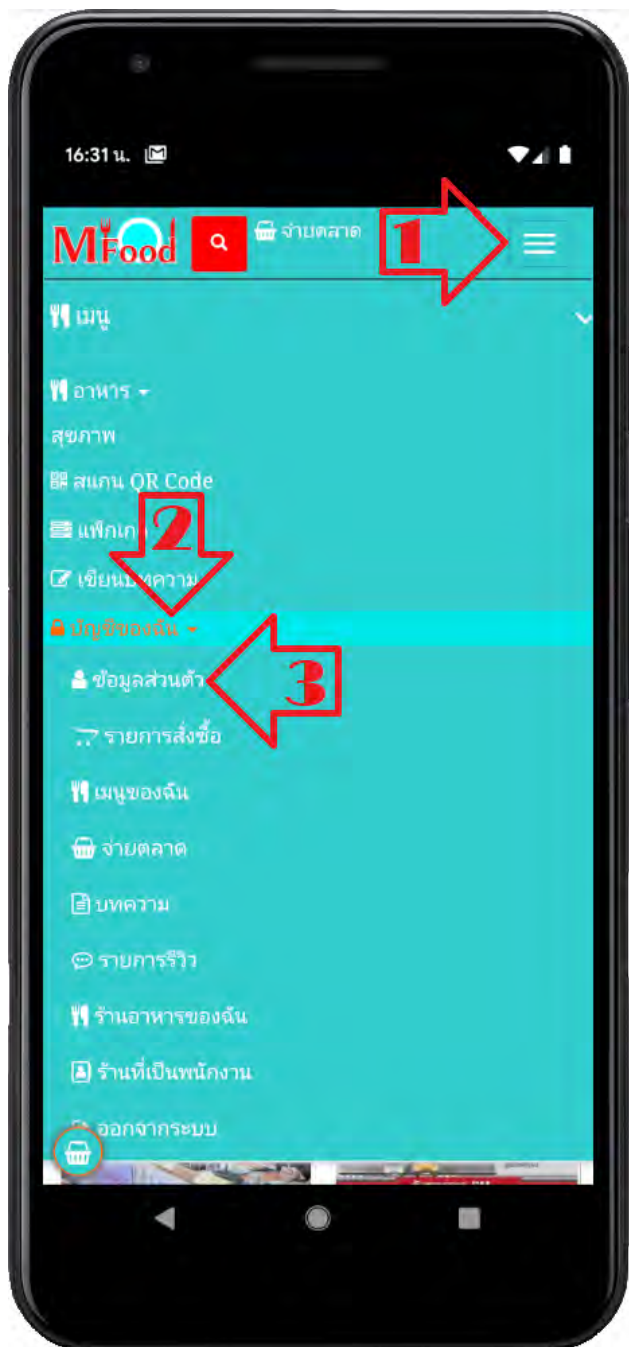 16:31 น.
MFood จ่ายตลาด 1
เมนู
อาหาร
สุขภาพ
สแกน QR Code
2
เขียนบทความ
บัญชีของฉัน
ข้อมูลส่วนตัว 3
รายการสั่งซื้อ
เมนูของฉัน
จ่ายตลาด
บทความ
รายการรีวิว
ร้านอาหารของฉัน
ร้านที่เป็นพนักงาน
ออกจากระบบ